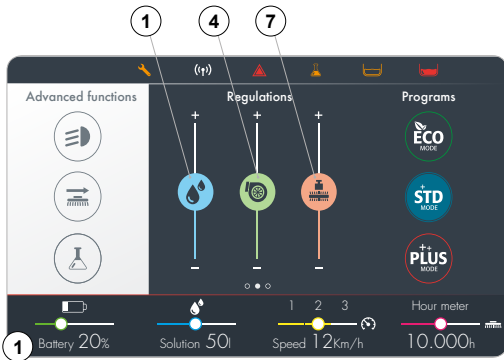 1 4 7
Advanced functions Regulations Programs
+ + +
ECO
MODE
+
STD
MODE
++
PLUS
MODE
- - -
1 2 3 Hour meter
1 Battery 20% Solution 50l Speed 12Km/h 10.000h